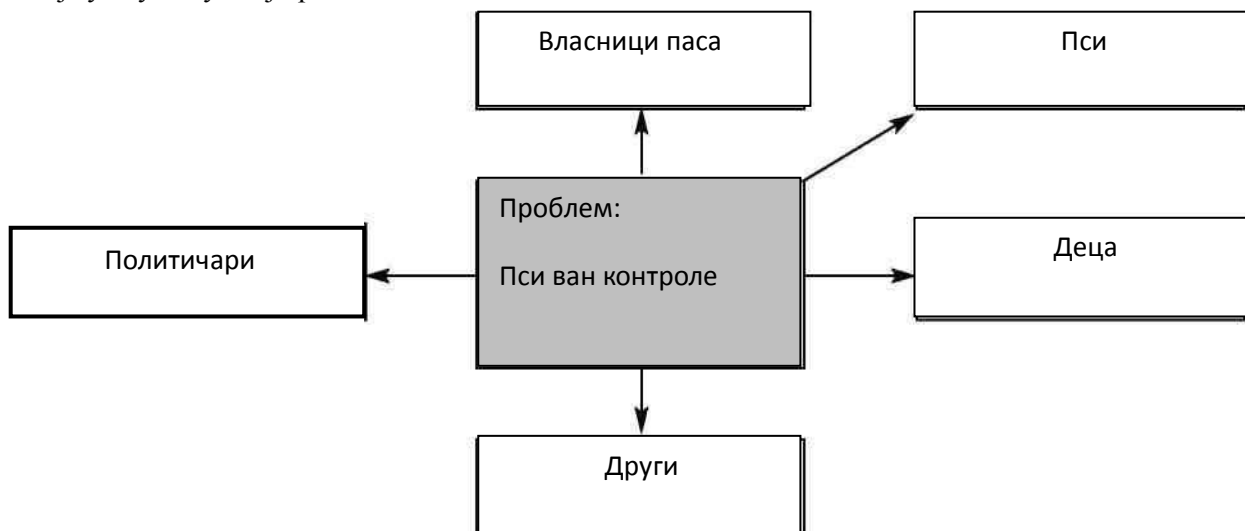 Власници паса
Пси
Проблем:
Пси ван контроле
Политичари
Деца
Други